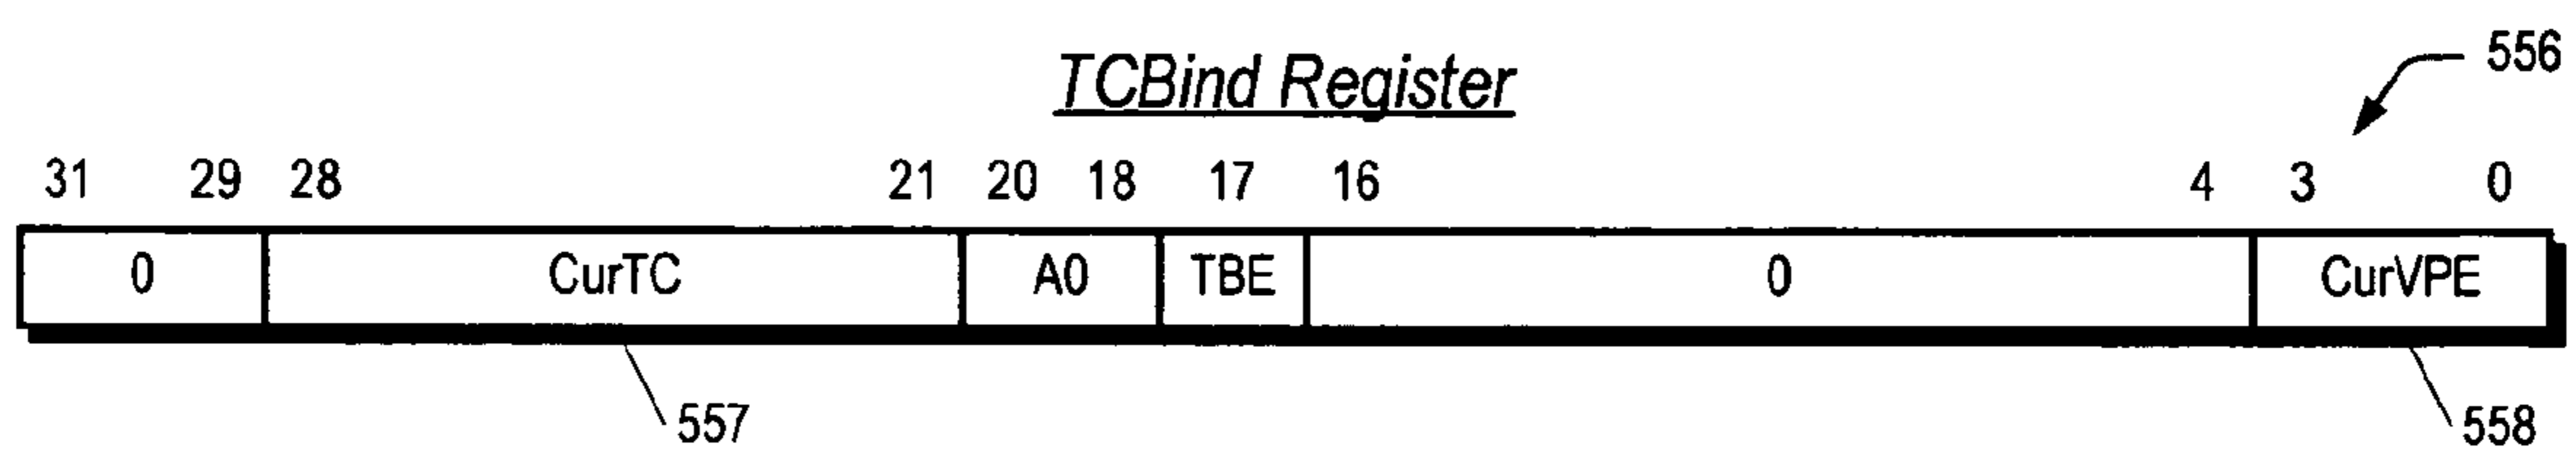 556
TCBind Register
31 29 28 21 20 18 17 16 4 3 0
0 CurTC A0 TBE 0 CurVPE
557 558